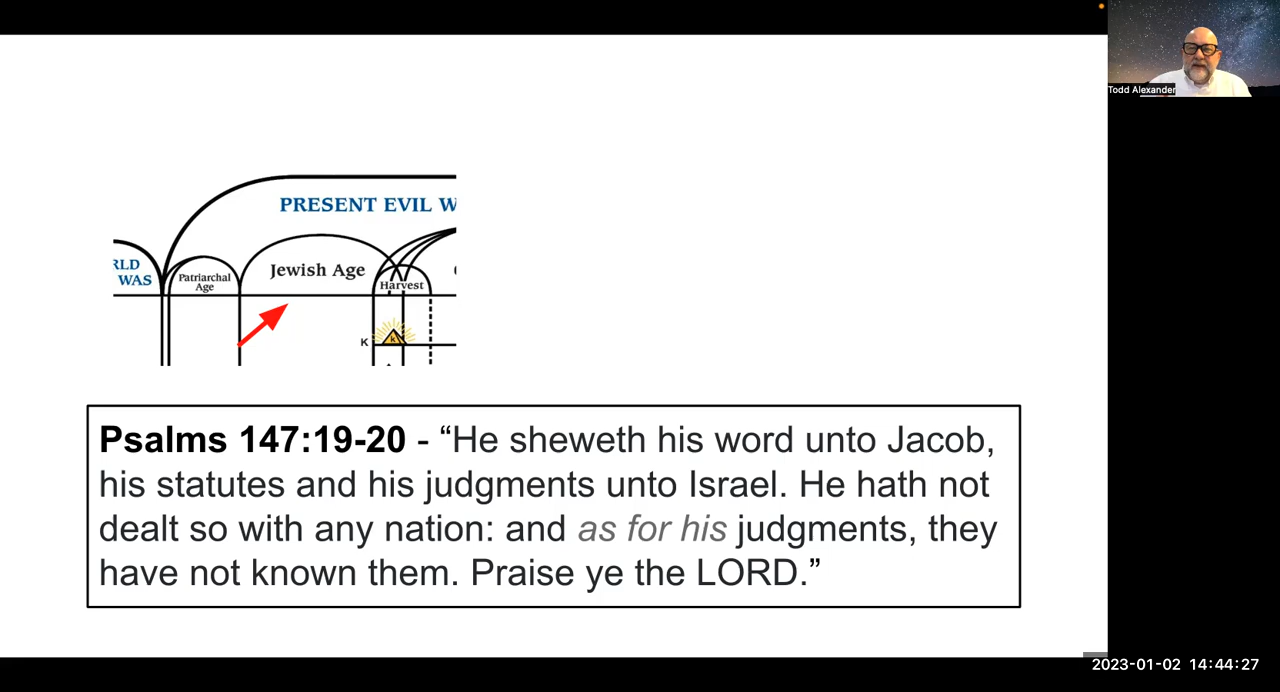 Todd Alexander
PRESENT EVIL W
RLD
WAS
Patriarchal
Age
Jewish Age
Harvest
K
k
Psalms 147:19-20 - “He sheweth his word unto Jacob,
his statutes and his judgments unto Israel. He hath not
dealt so with any nation: and as for his judgments, they
have not known them. Praise ye the LORD.”
2023-01-02 14:44:27